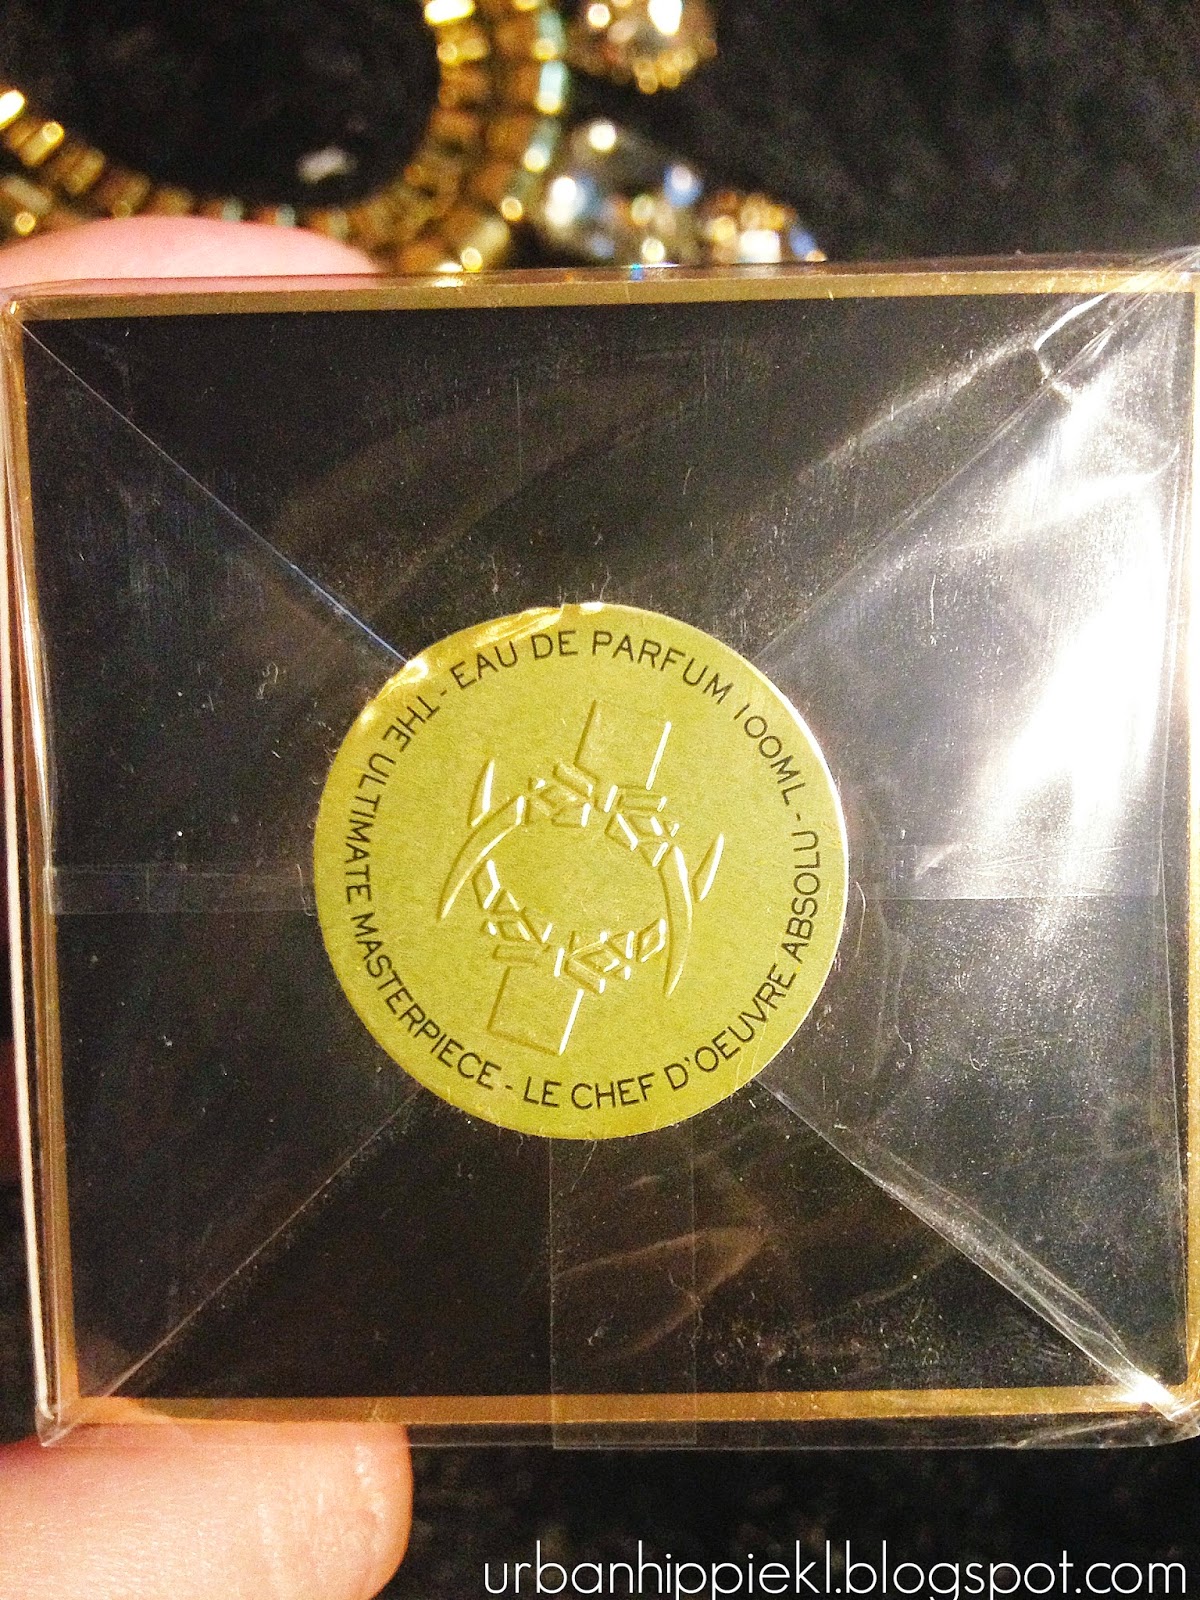 EAU DE PARFUM 100ML - LE CHEF D'OEUVRE ABSOLU - THE ULTIMATE MASTERPIECE -
urbanhippiekl.blogspot.com